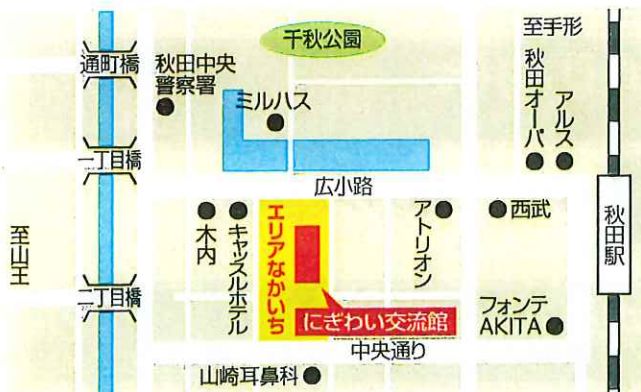 千秋公園
至手形
通町橋
秋田中央
警察署
ミルハス
秋田オーパ
アルス
一丁目橋
広小路
至山王
木内
キャッスルホテル
エリアなかいち
アトリオン
西武
秋田駅
二丁目橋
にぎわい交流館
フォンテ
AKITA
中央通り
山崎耳鼻科